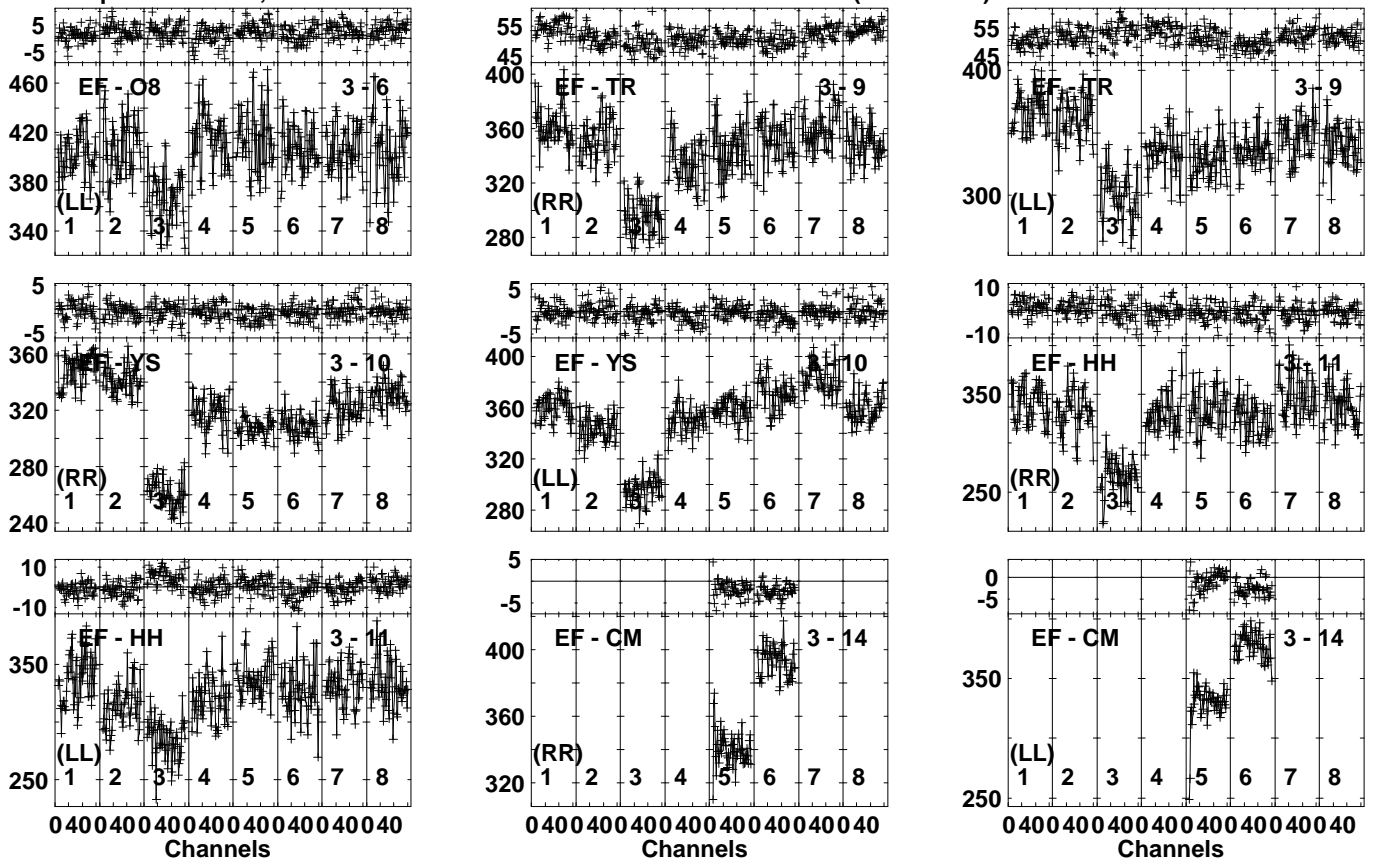 5 55 55
-5 45 45
EF - O8 3 - 6 EF - TR 3 - 9 EF - TR 3 - 9
460 420 380 340
400 360 320 280
400 300
(LL) (RR) (LL)
1 2 3 4 5 6 7 8 1 2 3 4 5 6 7 8 1 2 3 4 5 6 7 8
5 5 10
-5 -5 -10
EF - YS 3 - 10 EF - YS 3 - 10 EF - HH 3 - 11
360 320 280 240
400 360 320 280
350 250
(RR) (LL) (RR)
1 2 3 4 5 6 7 8 1 2 3 4 5 6 7 8 1 2 3 4 5 6 7 8
10 5 0
-10 -5 -5
EF - HH 3 - 11 EF - CM 3 - 14 EF - CM 3 - 14
350 250
400 360 320
350 250
(LL) (RR) (LL)
1 2 3 4 5 6 7 8 1 2 3 4 5 6 7 8 1 2 3 4 5 6 7 8
0 40 0 40 0 40 0 40 0 40 0 40 0 40 0 40 0 40 0 40 0 40 0 40 0 40 0 40 0 40 0 40 0 40 0 40 0 40 0 40 0 40 0 40 0 40 0 40
Channels Channels Channels